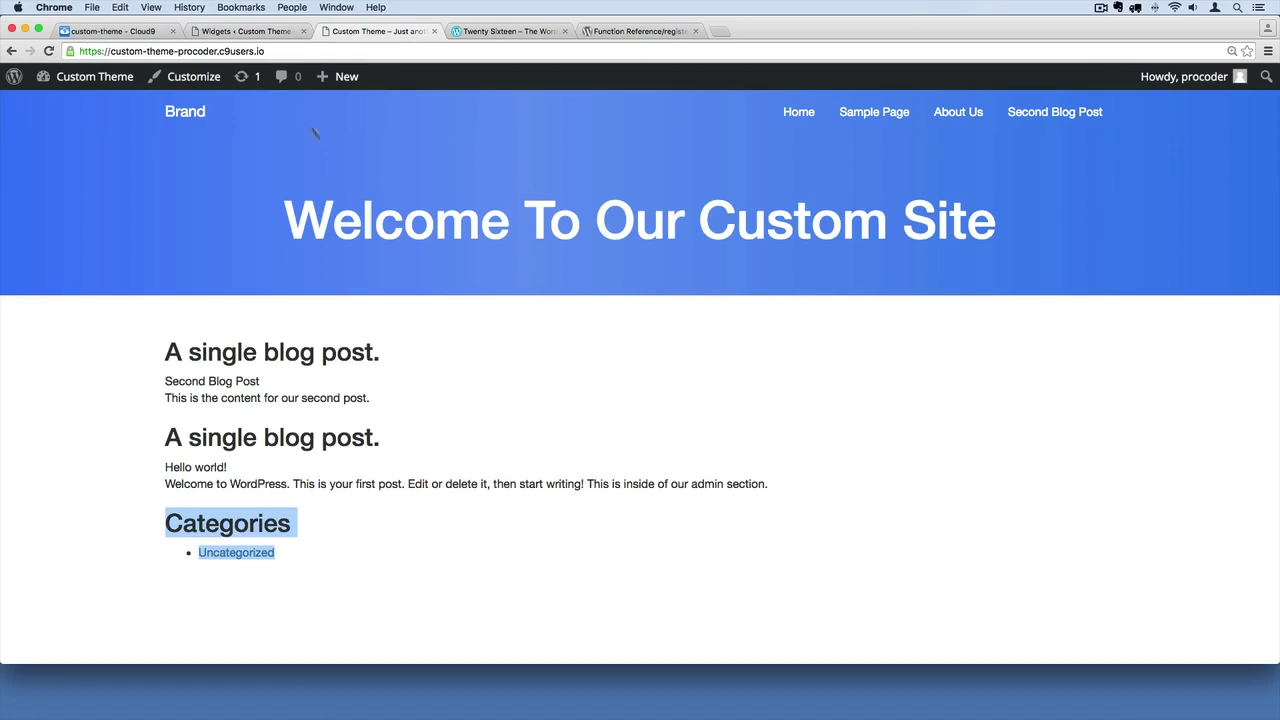 Chrome File Edit View History Bookmarks People Window Help
custom-theme - Cloud9
Widgets ‹ Custom Theme -
Custom Theme – Just anot
Twenty Sixteen – The Wor
Function Reference/registe
https://custom-theme-procoder.c9users.io
Custom Theme Customize 1 0 New Howdy, procoder
Brand Home Sample Page About Us Second Blog Post
Welcome To Our Custom Site
A single blog post.
Second Blog Post
This is the content for our second post.
A single blog post.
Hello world!
Welcome to WordPress. This is your first post. Edit or delete it, then start writing! This is inside of our admin section.
Categories
• Uncategorized